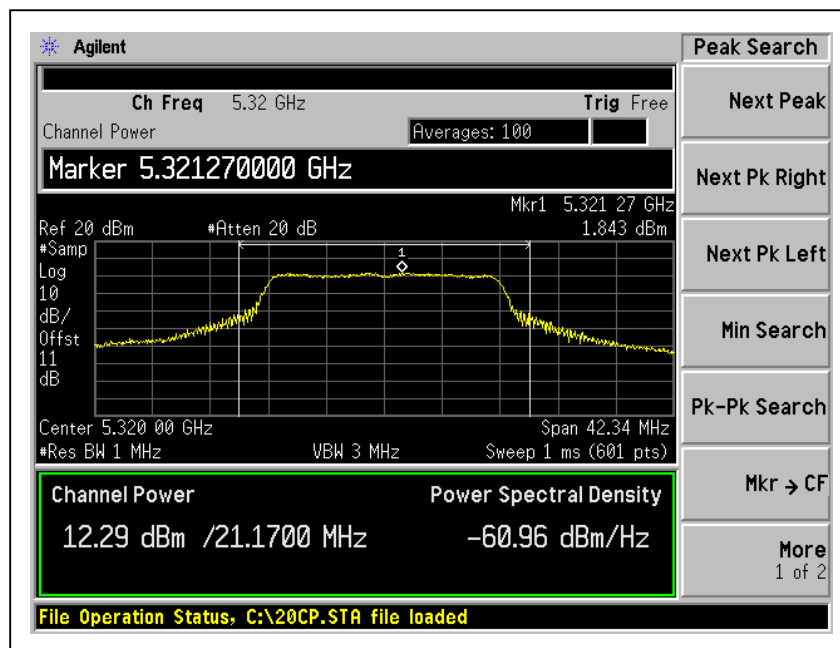 Agilent
Peak Search
Ch Freq 5.32 GHz Trig Free
Channel Power Averages: 100
Marker 5.321270000 GHz
Mkr1 5.321 27 GHz
Ref 20 dBm #Atten 20 dB 1.843 dBm
#Samp
Log
10
dB/
Offst
11
dB
1
Center 5.320 00 GHz Span 42.34 MHz
#Res BW 1 MHz VBW 3 MHz Sweep 1 ms (601 pts)
Channel Power Power Spectral Density
12.29 dBm /21.1700 MHz -60.96 dBm/Hz
File Operation Status, C:\20CP.STA file loaded
Next Peak
Next Pk Right
Next Pk Left
Min Search
Pk-Pk Search
Mkr → CF
More
1 of 2